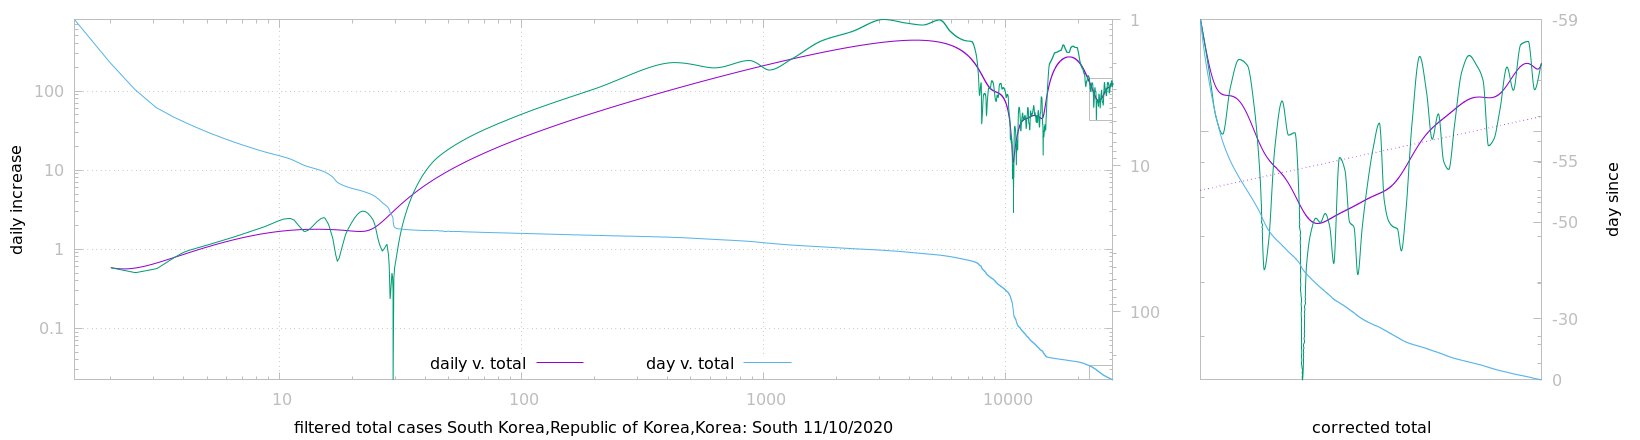 daily increase
100
10
1
0.1
10
100
1000
10000
1
10
100
daily v. total
day v. total
filtered total cases South Korea,Republic of Korea,Korea: South 11/10/2020
-59
-55
-50
-30
0
day since
corrected total